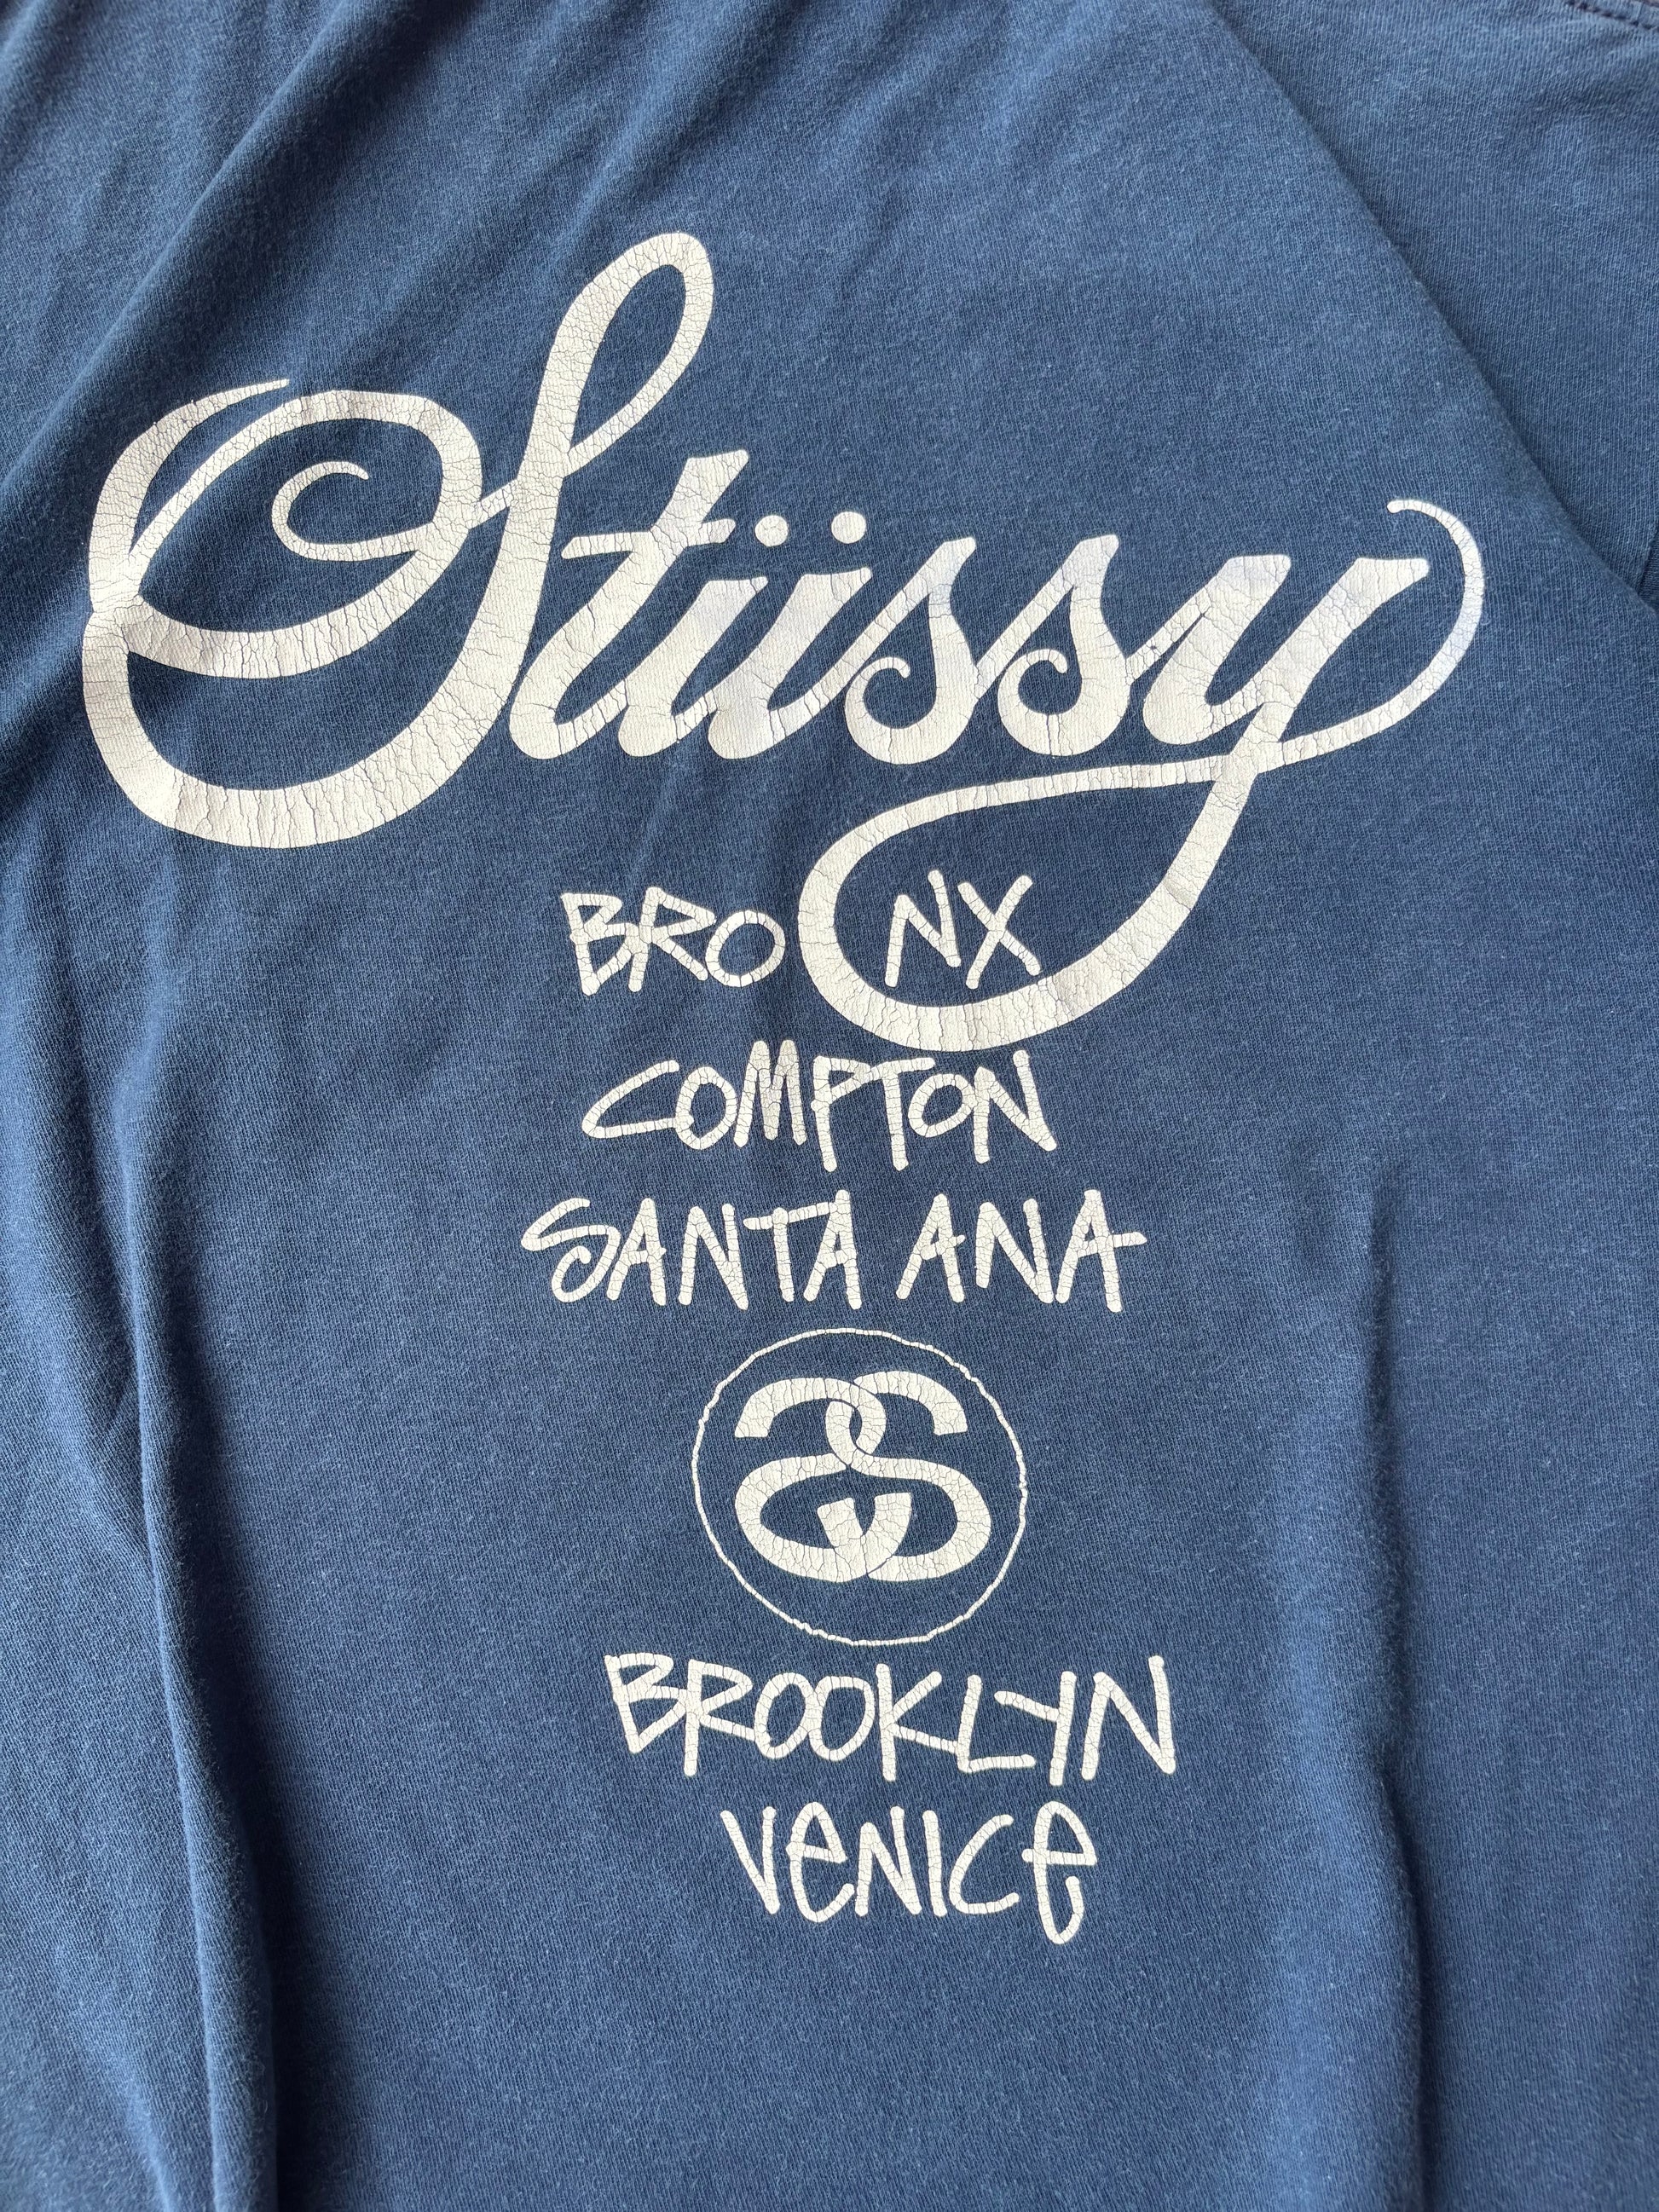 Stüssy
BRONX
COMPTON
SANTA ANA
SS
BROOKLYN
VENICE